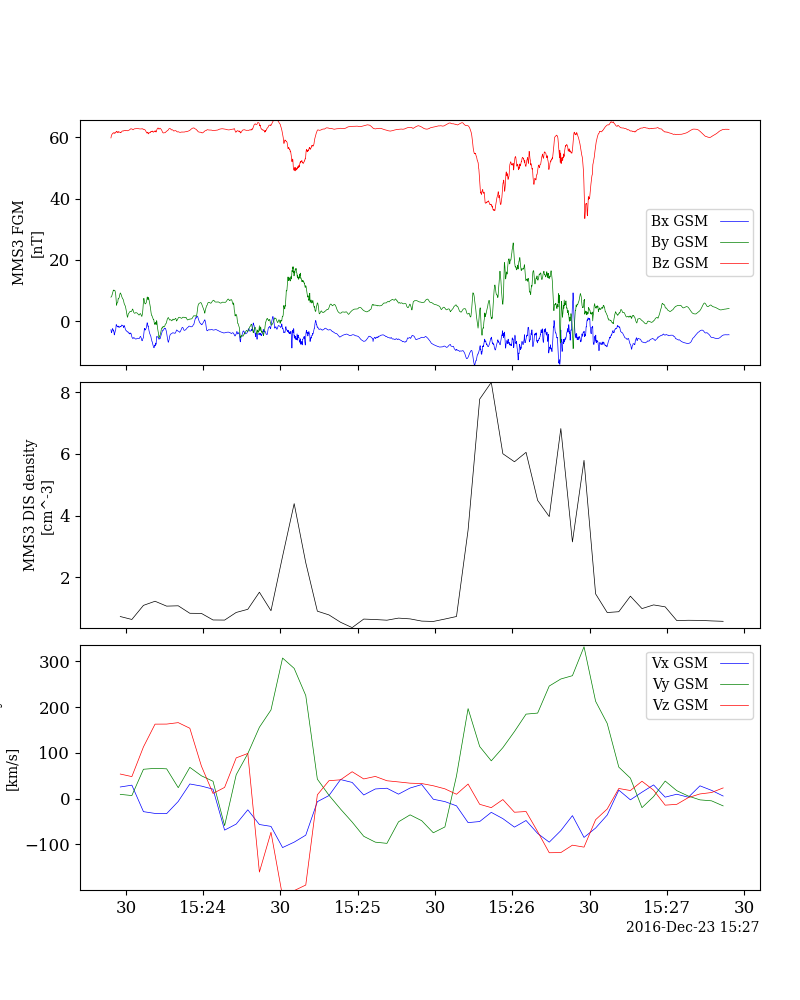 60
40
20
0
MMS3 FGM
[nT]
Bx GSM
By GSM
Bz GSM
8
6
4
2
MMS3 DIS density
[cm^-3]
300
200
100
0
−100
[km/s]
Vx GSM
Vy GSM
Vz GSM
30 15:24 30 15:25 30 15:26 30 15:27 30
2016-Dec-23 15:27